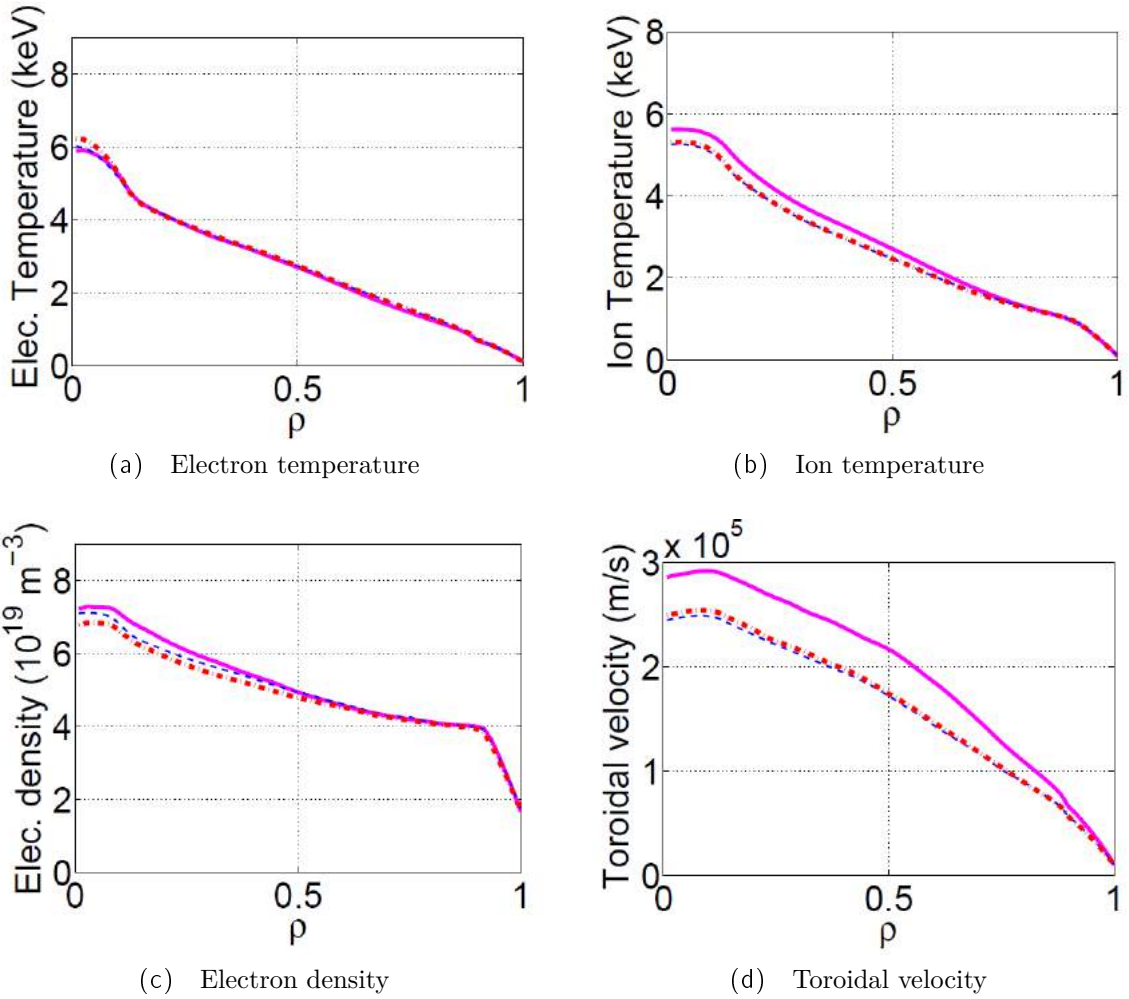 Elec. Temperature (keV)
8
6
4
2
0
0
0.5
1
ρ
(a) Electron temperature
Ion Temperature (keV)
8
6
4
2
0
0
0.5
1
ρ
(b) Ion temperature
Elec. density (10^19 m^−3)
8
6
4
2
0
0
0.5
1
ρ
(c) Electron density
Toroidal velocity (m/s)
x 10^5
3
2
1
0
0
0.5
1
ρ
(d) Toroidal velocity